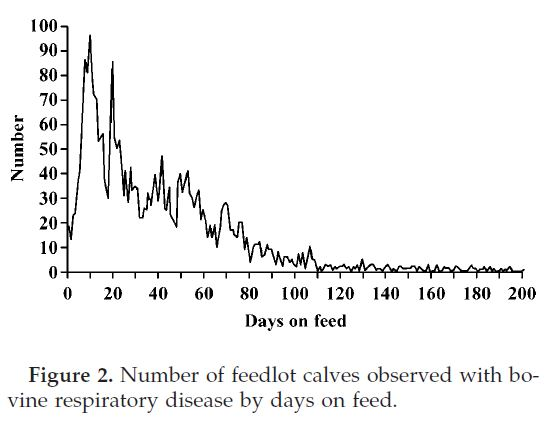 100
90
80
70
60
50
40
30
20
10
0
Number
0 20 40 60 80 100 120 140 160 180 200
Days on feed
Figure 2. Number of feedlot calves observed with bo-
vine respiratory disease by days on feed.